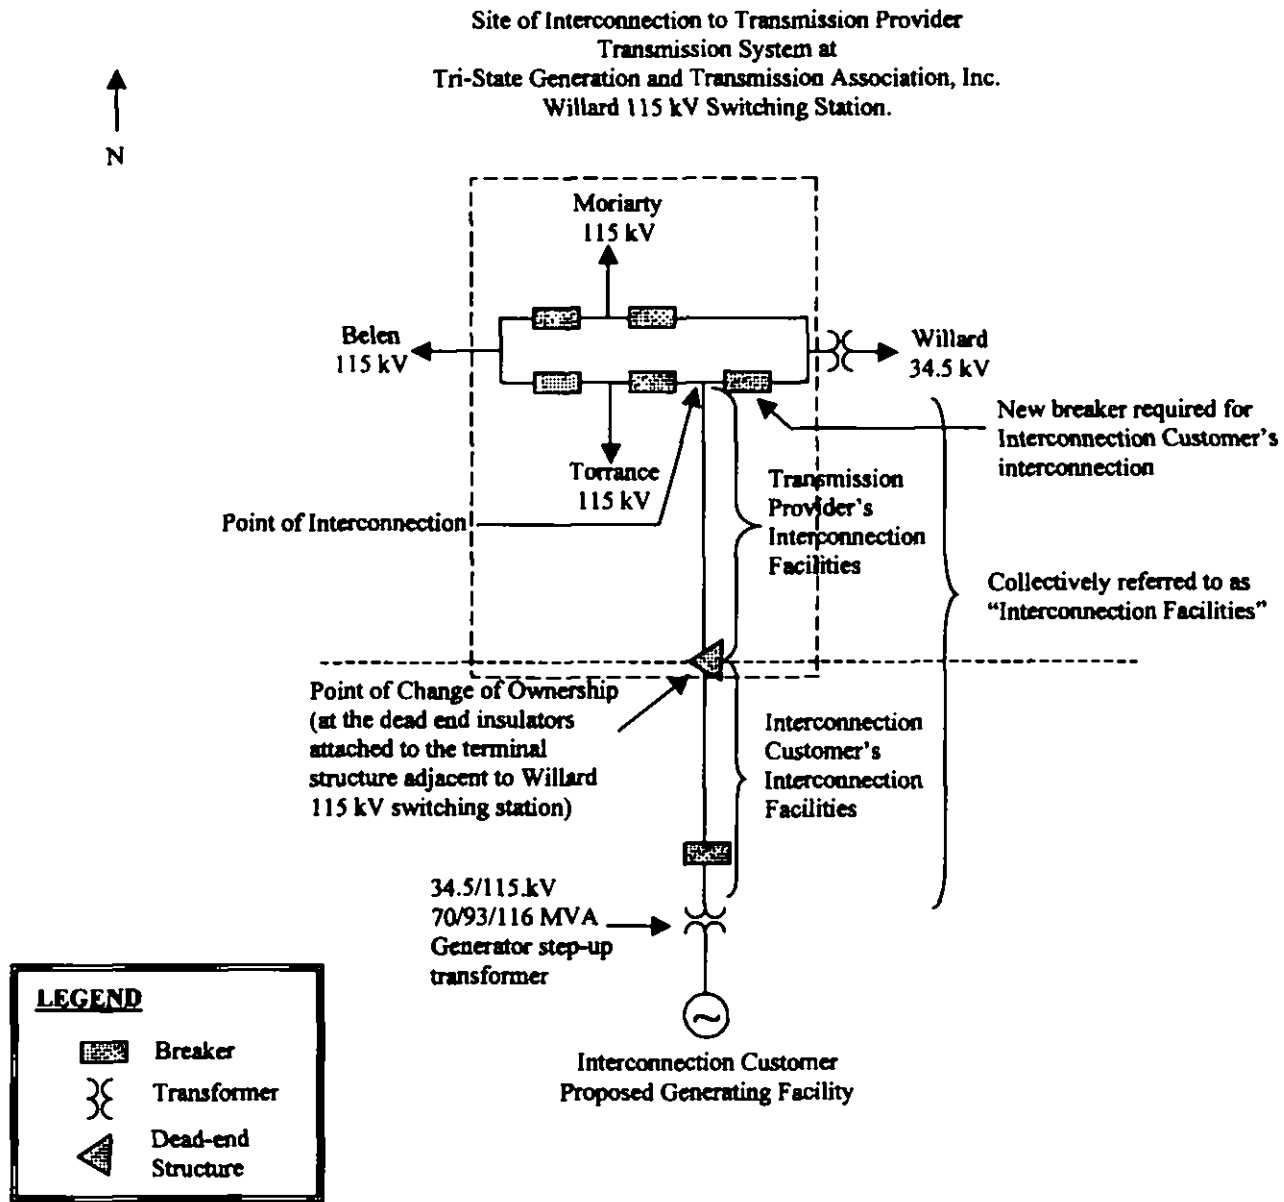 Site of Interconnection to Transmission Provider
Transmission System at
Tri-State Generation and Transmission Association, Inc.
Willard 115 kV Switching Station.
N
Moriarty
115 kV
Belen
115 kV
Willard
34.5 kV
New breaker required for
Interconnection Customer's
interconnection
Torrance
115 kV
Transmission
Provider's
Interconnection
Facilities
Point of Interconnection
Collectively referred to as
"Interconnection Facilities"
Point of Change of Ownership
(at the dead end insulators
attached to the terminal
structure adjacent to Willard
115 kV switching station)
Interconnection
Customer's
Interconnection
Facilities
34.5/115.kV
70/93/116 MVA
Generator step-up
transformer
Interconnection Customer
Proposed Generating Facility
LEGEND
Breaker
Transformer
Dead-end
Structure